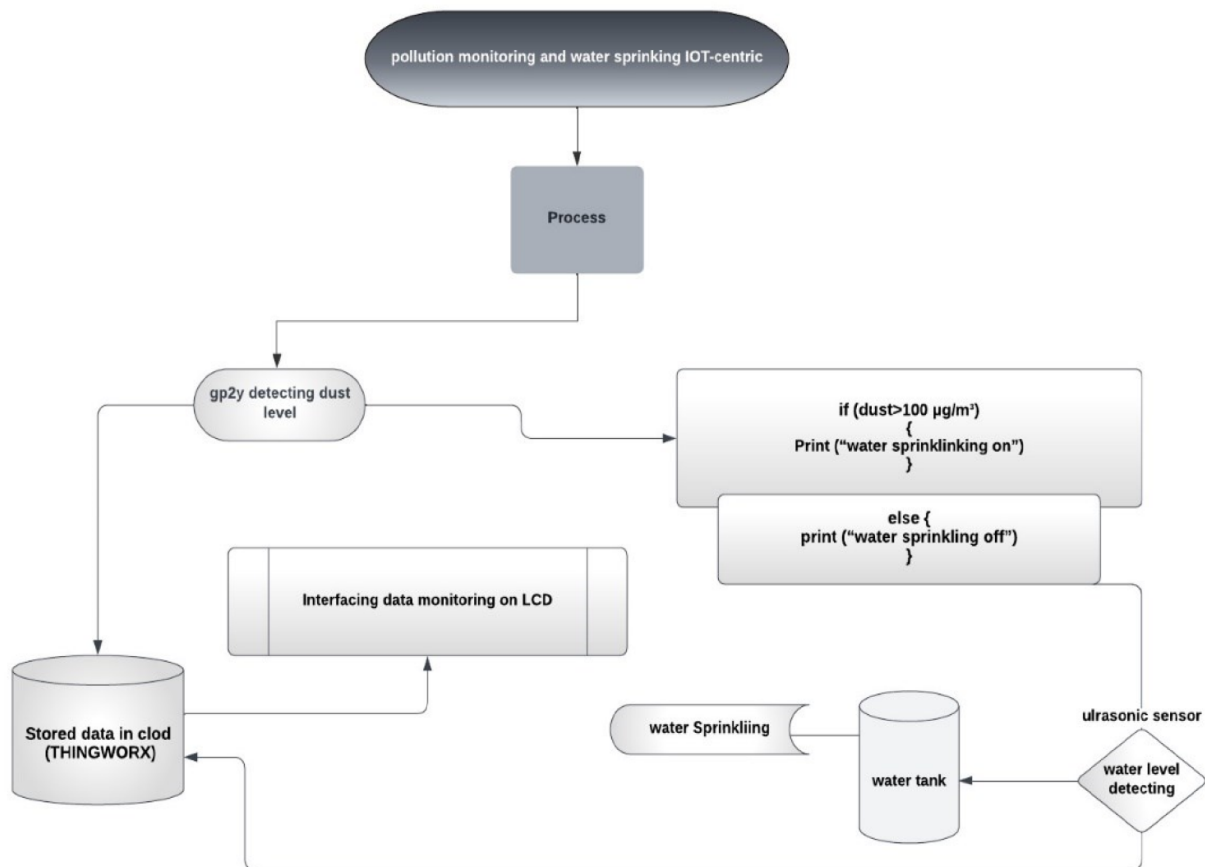 pollution monitoring and water sprinking IOT-centric
Process
gp2y detecting dust
level
if (dust>100 µg/m³)
{
Print (“water sprinklinking on”)
}
else {
print (“water sprinkling off”)
}
Interfacing data monitoring on LCD
Stored data in clod
(THINGWORX)
water Sprinkliing
water tank
ulrasonic sensor
water level
detecting